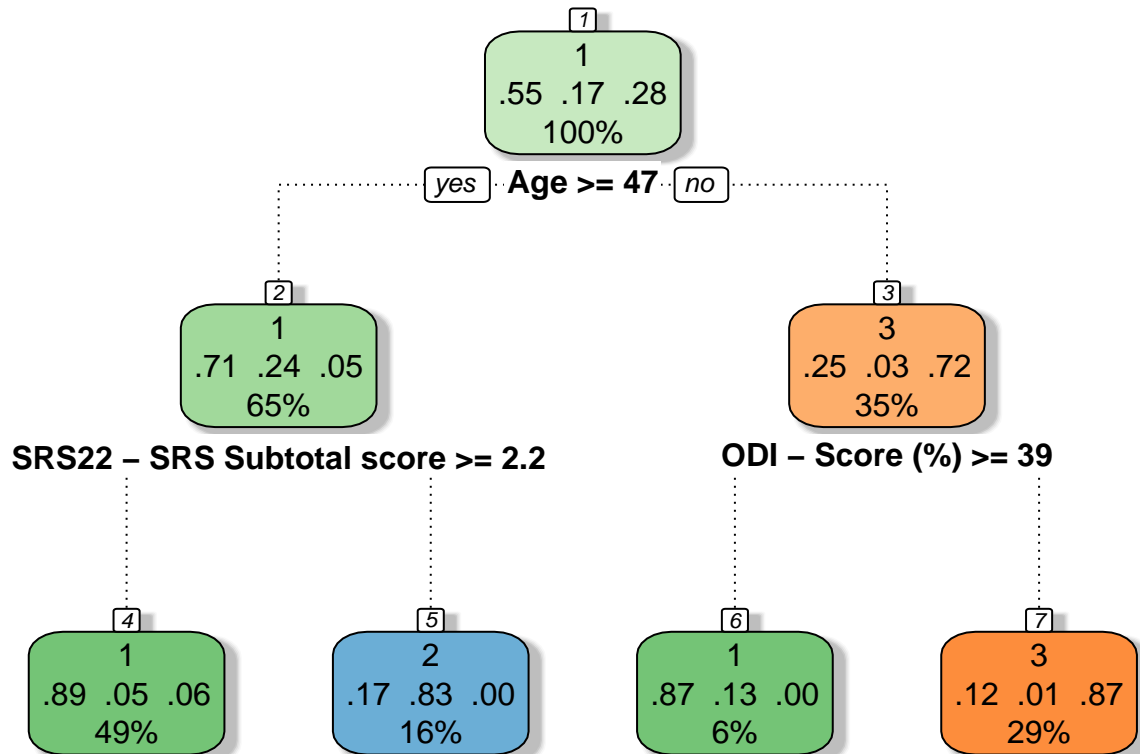 1
1
.55 .17 .28
100%
yes Age >= 47 no
2
1
.71 .24 .05
65%
3
3
.25 .03 .72
35%
SRS22 – SRS Subtotal score >= 2.2
ODI – Score (%) >= 39
4
1
.89 .05 .06
49%
5
2
.17 .83 .00
16%
6
1
.87 .13 .00
6%
7
3
.12 .01 .87
29%